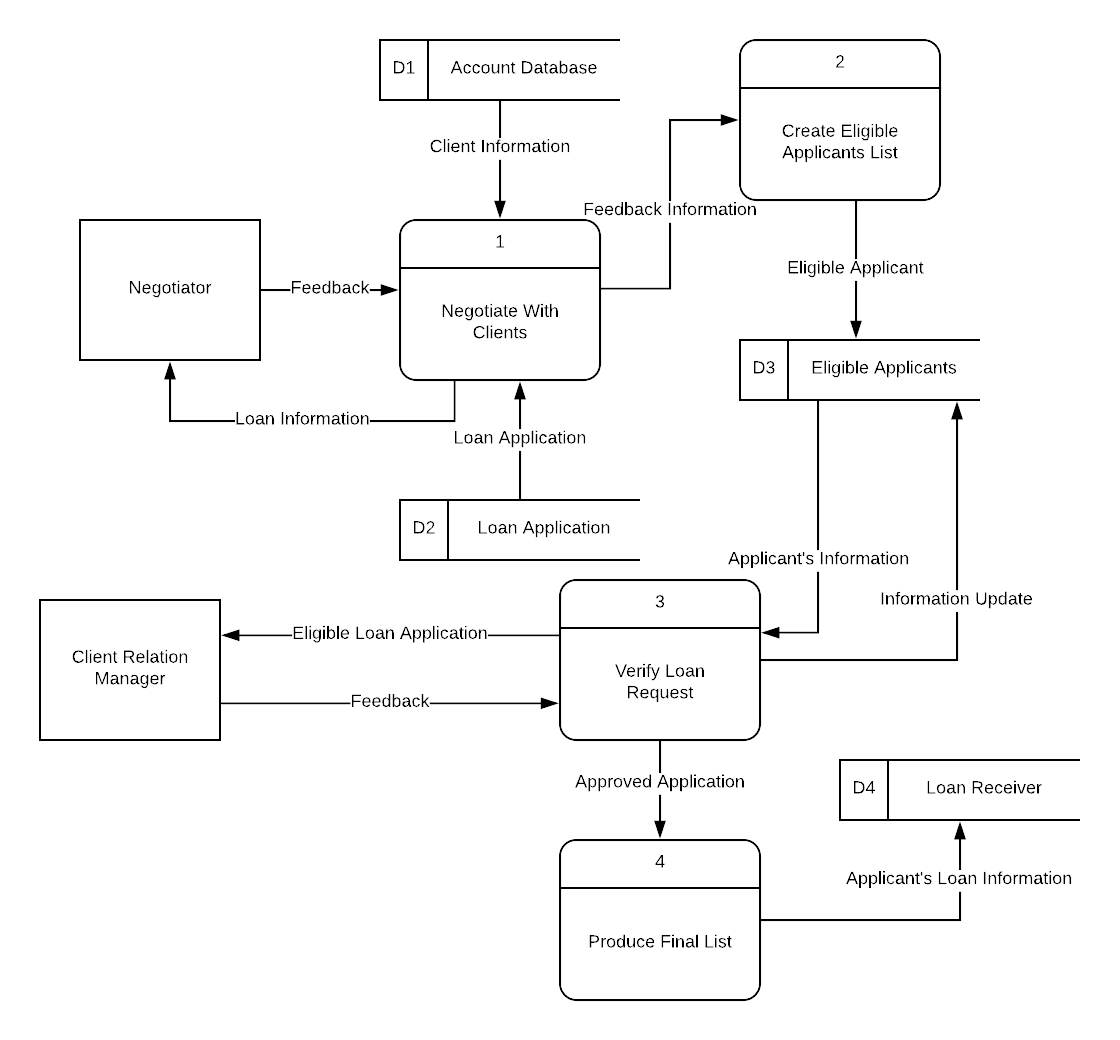 D1
Account Database
2
Create Eligible
Applicants List
Client Information
Feedback Information
1
Negotiate With
Clients
Negotiator
Feedback
Eligible Applicant
D3
Eligible Applicants
Loan Information
Loan Application
D2
Loan Application
Applicant's Information
Information Update
3
Verify Loan
Request
Client Relation
Manager
Eligible Loan Application
Feedback
Approved Application
D4
Loan Receiver
4
Produce Final List
Applicant's Loan Information